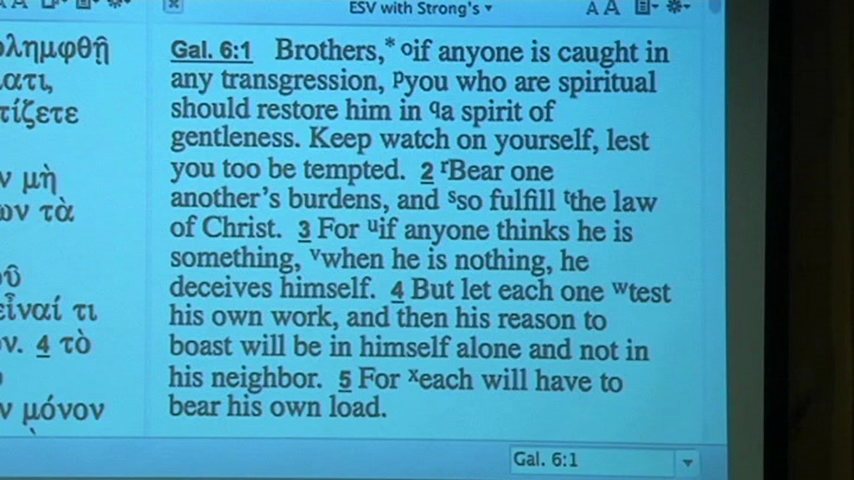 ολημφθῇ
ατι,
τίζετε
ν μὴ
ων τὰ
οῦ
εἶναί τι
ν. 4 τὸ
ν μόνον
ESV with Strong's
A A
Gal. 6:1 Brothers,* oif anyone is caught in
any transgression, pyou who are spiritual
should restore him in qa spirit of
gentleness. Keep watch on yourself, lest
you too be tempted. 2 rBear one
another's burdens, and sso fulfill tthe law
of Christ. 3 For uif anyone thinks he is
something, vwhen he is nothing, he
deceives himself. 4 But let each one wtest
his own work, and then his reason to
boast will be in himself alone and not in
his neighbor. 5 For xeach will have to
bear his own load.
Gal. 6:1